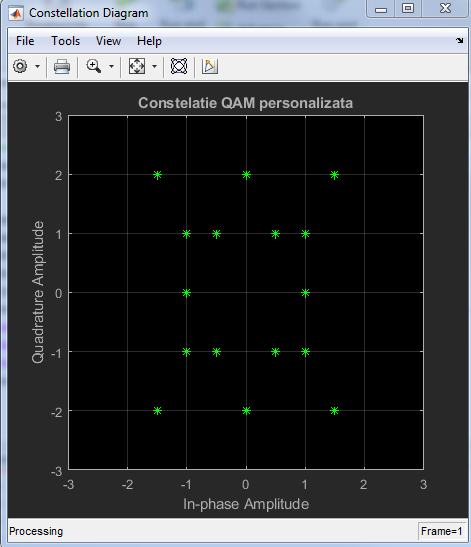 Constellation Diagram
File Tools View Help
Constelatie QAM personalizata
3
2
1
0
-1
-2
-3
Quadrature Amplitude
-3 -2 -1 0 1 2 3
In-phase Amplitude
Processing Frame=1